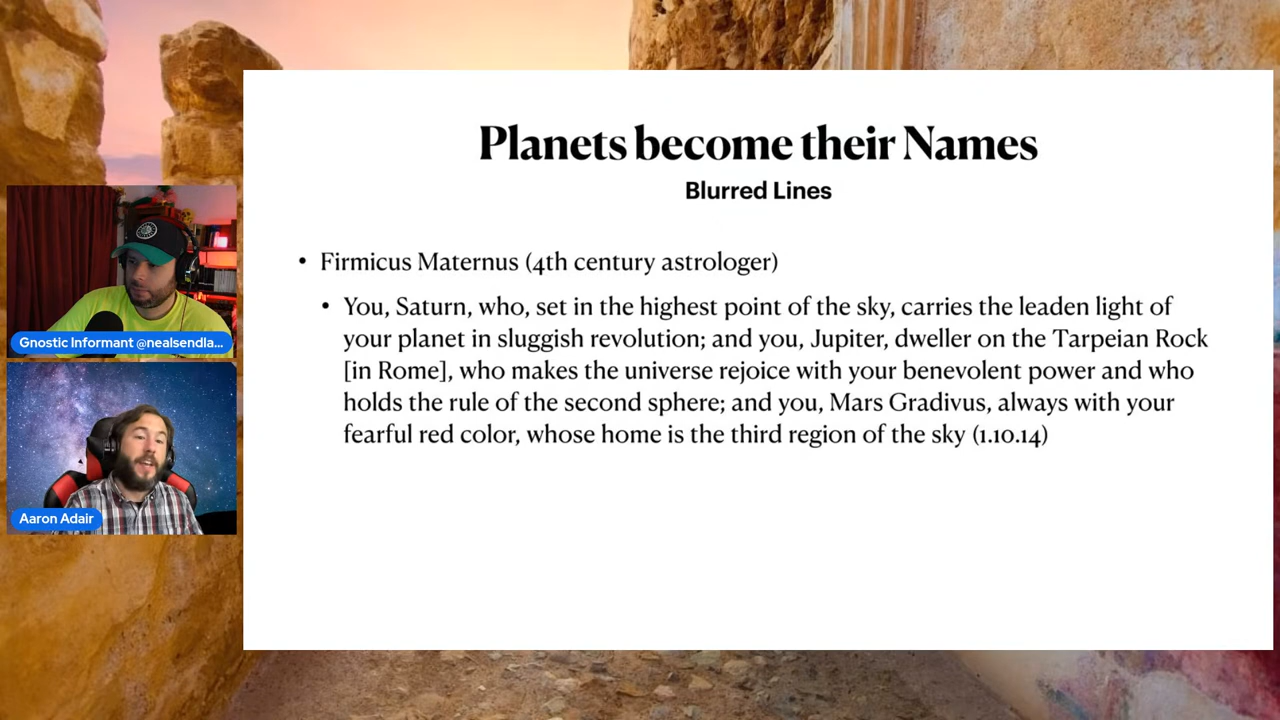 Planets become their Names
Blurred Lines
• Firmicus Maternus (4th century astrologer)
• You, Saturn, who, set in the highest point of the sky, carries the leaden light of
your planet in sluggish revolution; and you, Jupiter, dweller on the Tarpeian Rock
[in Rome], who makes the universe rejoice with your benevolent power and who
holds the rule of the second sphere; and you, Mars Gradivus, always with your
fearful red color, whose home is the third region of the sky (1.10.14)
Gnostic Informant @nealsendla...
Aaron Adair